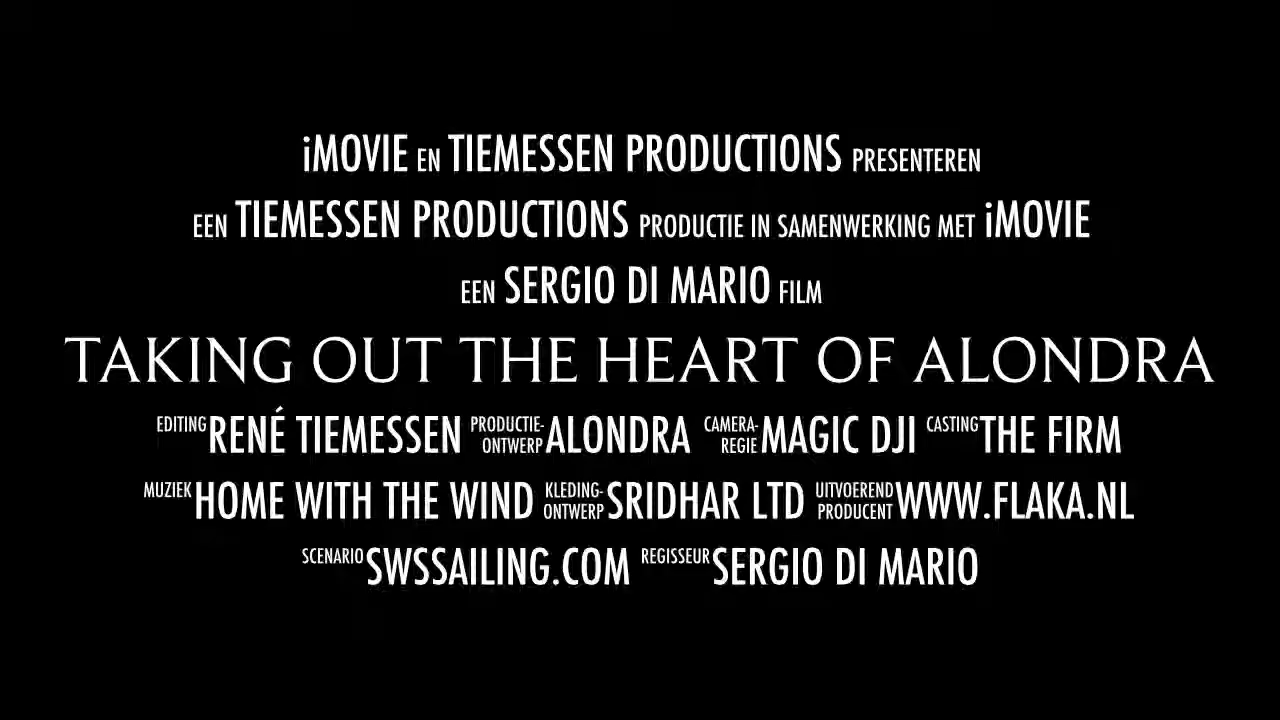 iMOVIE EN TIEMESSEN PRODUCTIONS PRESENTEREN
EEN TIEMESSEN PRODUCTIONS PRODUCTIE IN SAMENWERKING MET iMOVIE
EEN SERGIO DI MARIO FILM
TAKING OUT THE HEART OF ALONDRA
EDITING RENÉ TIEMESSEN PRODUCTIE-ONTWERP ALONDRA CAMERA-REGIE MAGIC DJI CASTING THE FIRM
MUZIEK HOME WITH THE WIND KLEDING-ONTWERP SRIDHAR LTD UITVOEREND PRODUCENT WWW.FLAKA.NL
SCENARIO SWSSAILING.COM REGISSEUR SERGIO DI MARIO